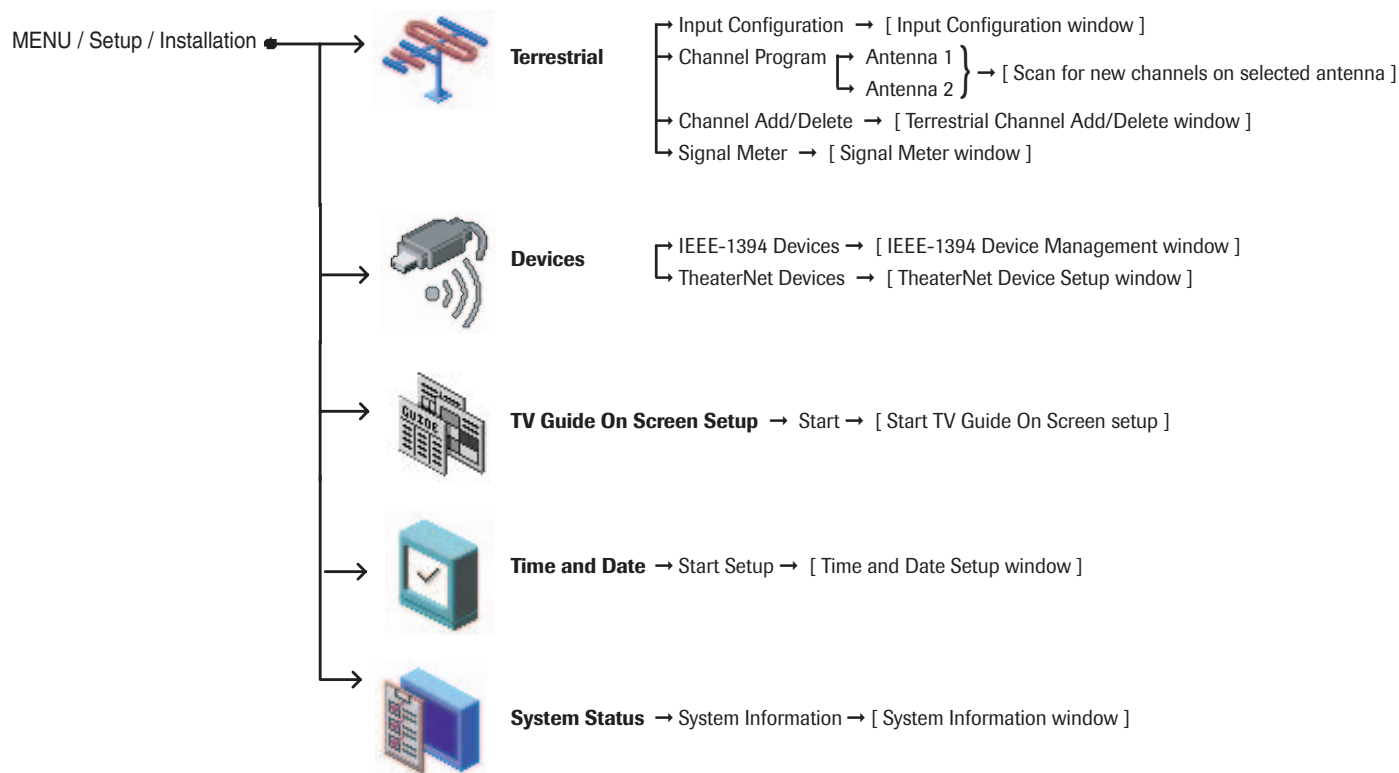 MENU / Setup / Installation
Terrestrial
Input Configuration → [ Input Configuration window ]
Channel Program → Antenna 1
→ Antenna 2 } → [ Scan for new channels on selected antenna ]
Channel Add/Delete → [ Terrestrial Channel Add/Delete window ]
Signal Meter → [ Signal Meter window ]
Devices
IEEE-1394 Devices → [ IEEE-1394 Device Management window ]
TheaterNet Devices → [ TheaterNet Device Setup window ]
GUIDE
TV Guide On Screen Setup → Start → [ Start TV Guide On Screen setup ]
Time and Date → Start Setup → [ Time and Date Setup window ]
System Status → System Information → [ System Information window ]